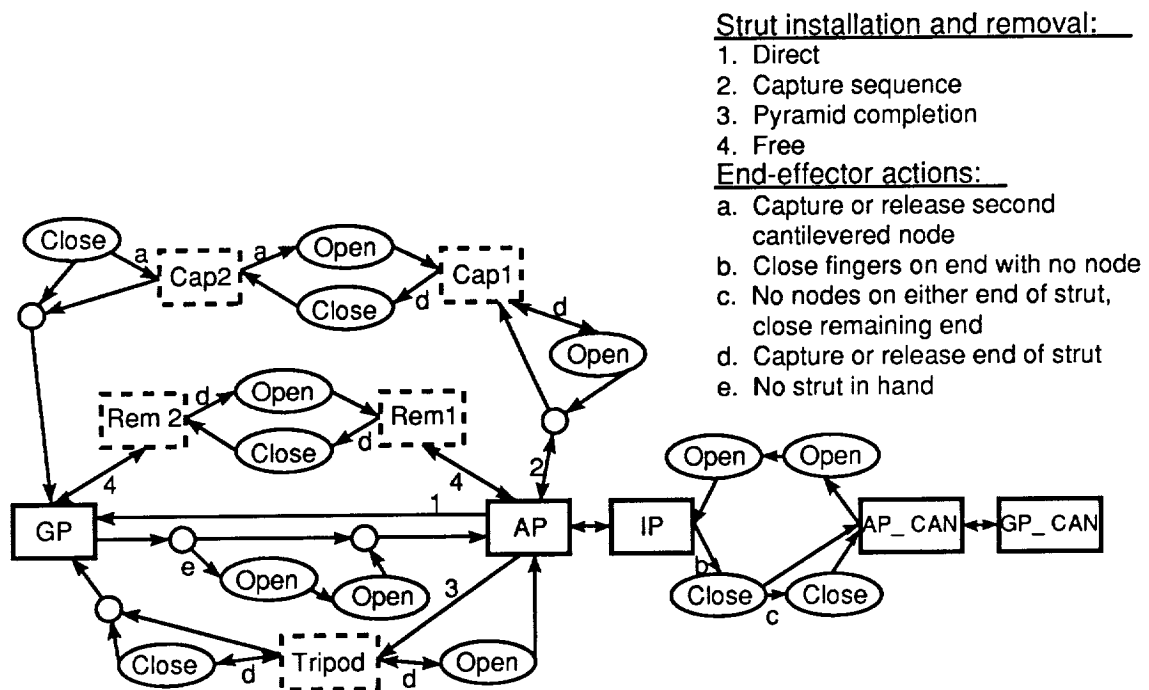 Strut installation and removal:
1. Direct
2. Capture sequence
3. Pyramid completion
4. Free
End-effector actions:
a. Capture or release second
cantilevered node
b. Close fingers on end with no node
c. No nodes on either end of strut,
close remaining end
d. Capture or release end of strut
e. No strut in hand
Close
a
Cap2
a
Open
Close
d
Cap1
d
Open
Rem 2
d
Open
Close
d
Rem1
4
4
2
1
GP
AP
IP
Open
Open
AP_ CAN
GP_ CAN
b
Close
Close
c
e
Open
Open
3
Close
d
Tripod
d
Open